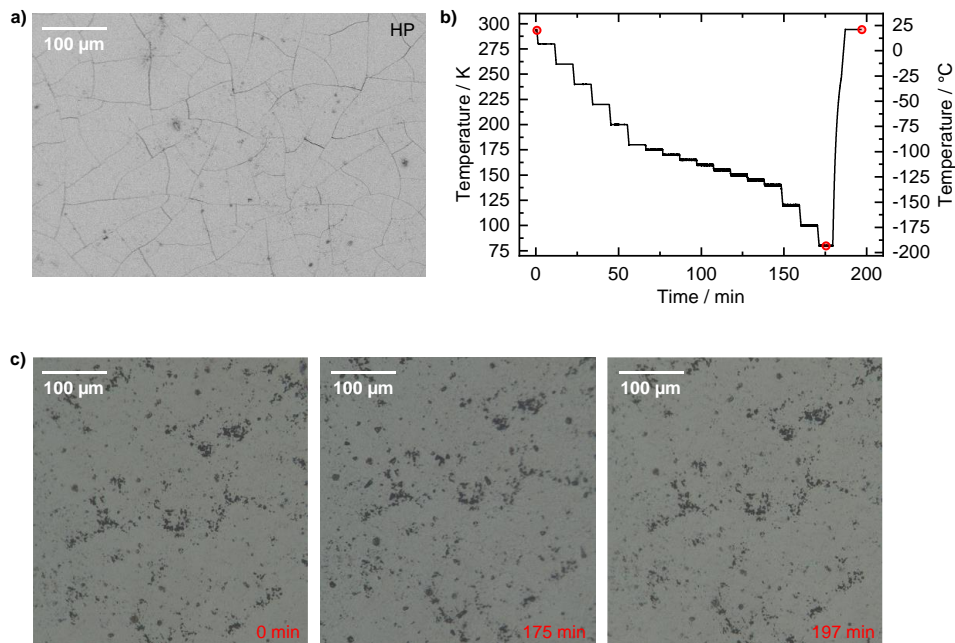 a)
100 µm
HP
b)
300
275
250
225
200
175
150
125
100
75
Temperature / K
25
0
-25
-50
-75
-100
-125
-150
-175
-200
Temperature / °C
0
50
100
150
200
Time / min
c)
100 µm
0 min
100 µm
175 min
100 µm
197 min